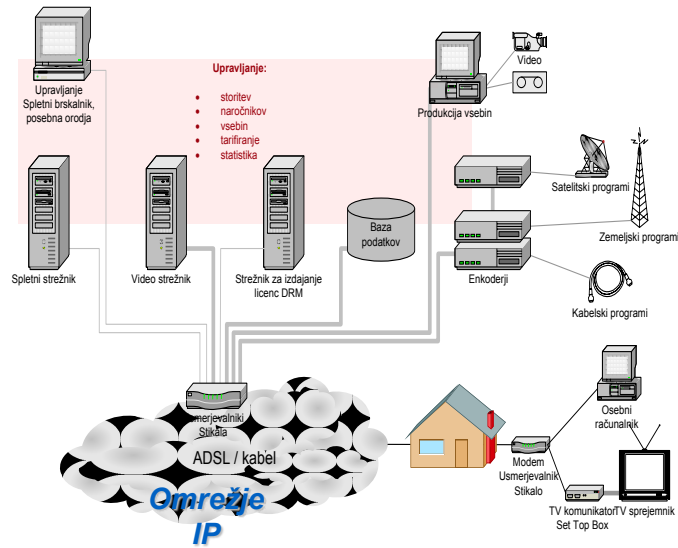 Upravljanje
Spletni brskalnik,
posebna orodja
Upravljanje:
• storitev
• naročnikov
• vsebin
• tarifiranje
• statistika
Video
Produkcija vsebin
Satelitski programi
Zemeljski programi
Enkoderji
Kabelski programi
Baza
podatkov
Spletni strežnik
Video strežnik
Strežnik za izdajanje
licenc DRM
smerjevalniki
Stikala
ADSL / kabel
Omrežje
IP
Modem
Usmerjevalnik
Stikalo
Osebni
računalnik
TV komunikator
Set Top Box
TV sprejemnik